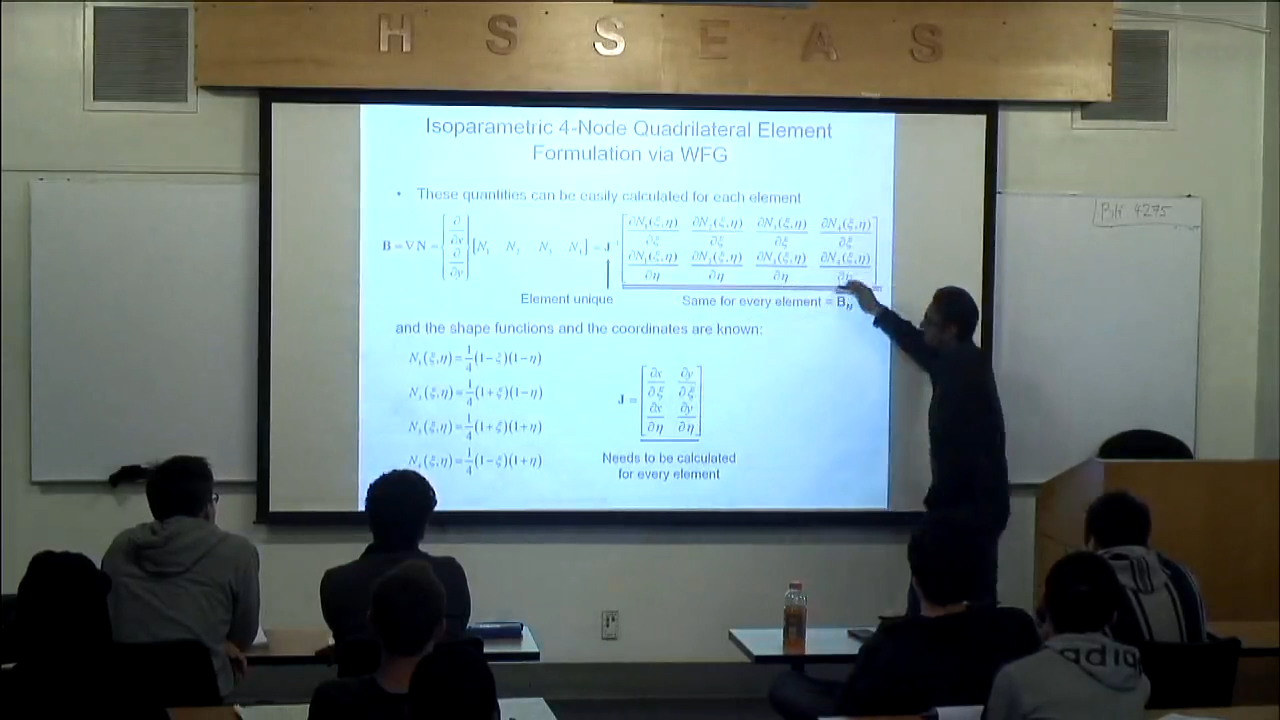 H S S E A S
Isoparametric 4-Node Quadrilateral Element
Formulation via WFG
• These quantities can be easily calculated for each element
B = ∇N = {∂/∂x ∂/∂y} [N₁ N₂ N₃ N₄] = J⁻¹ [∂N₁(ξ,η)/∂ξ ∂N₂(ξ,η)/∂ξ ∂N₃(ξ,η)/∂ξ ∂N₄(ξ,η)/∂ξ
∂N₁(ξ,η)/∂η ∂N₂(ξ,η)/∂η ∂N₃(ξ,η)/∂η ∂N₄(ξ,η)/∂η]
Element unique
Same for every element = Bη
and the shape functions and the coordinates are known:
N₁(ξ,η)=1/4(1−ξ)(1−η)
N₂(ξ,η)=1/4(1+ξ)(1−η)
N₃(ξ,η)=1/4(1+ξ)(1+η)
N₄(ξ,η)=1/4(1−ξ)(1+η)
J = [∂x/∂ξ ∂y/∂ξ
∂x/∂η ∂y/∂η]
Needs to be calculated
for every element
4275
adi